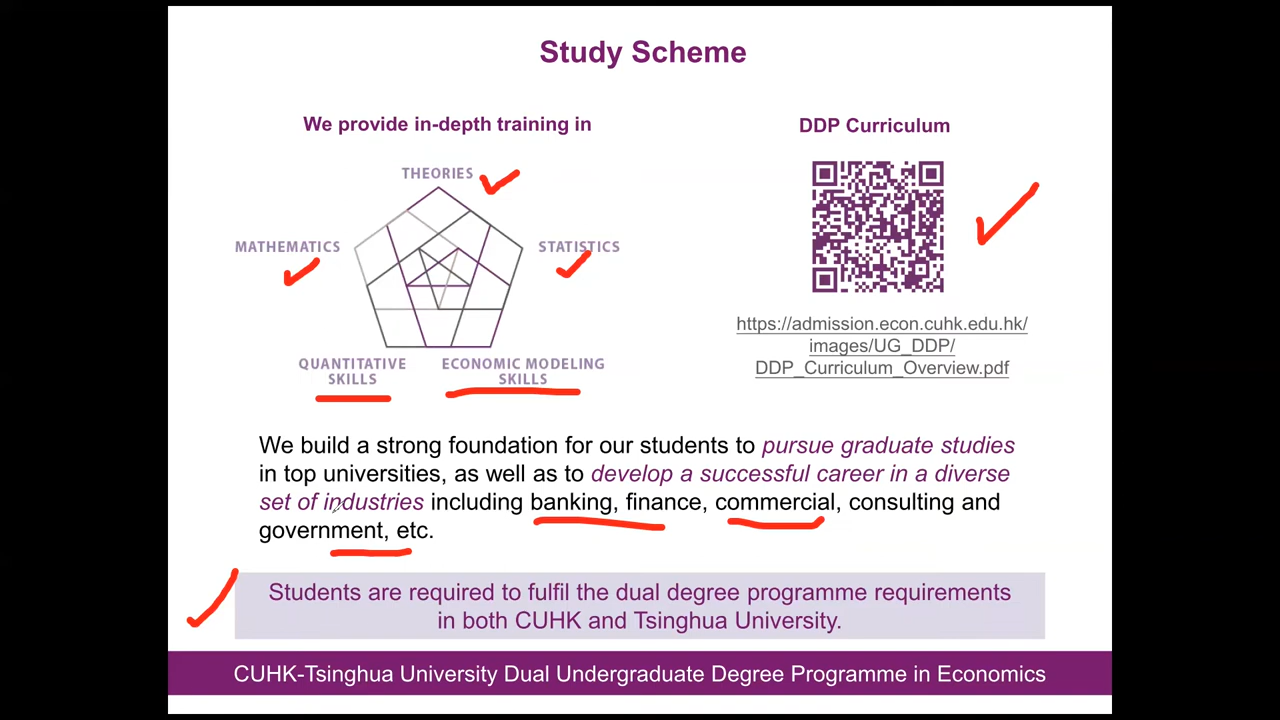 Study Scheme
We provide in-depth training in
THEORIES
MATHEMATICS
STATISTICS
QUANTITATIVE
SKILLS
ECONOMIC MODELING
SKILLS
DDP Curriculum
https://admission.econ.cuhk.edu.hk/
images/UG_DDP/
DDP_Curriculum_Overview.pdf
We build a strong foundation for our students to pursue graduate studies
in top universities, as well as to develop a successful career in a diverse
set of industries including banking, finance, commercial, consulting and
government, etc.
Students are required to fulfil the dual degree programme requirements
in both CUHK and Tsinghua University.
CUHK-Tsinghua University Dual Undergraduate Degree Programme in Economics